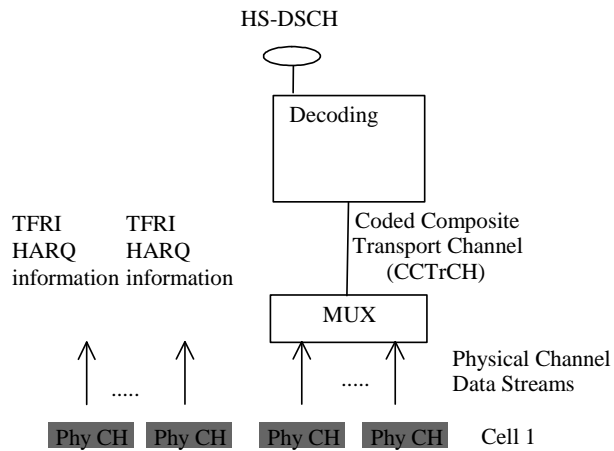 HS-DSCH
Decoding
TFRI
HARQ
information
TFRI
HARQ
information
Coded Composite
Transport Channel
(CCTrCH)
MUX
Physical Channel
Data Streams
.....
.....
Phy CH
Phy CH
Phy CH
Phy CH
Cell 1